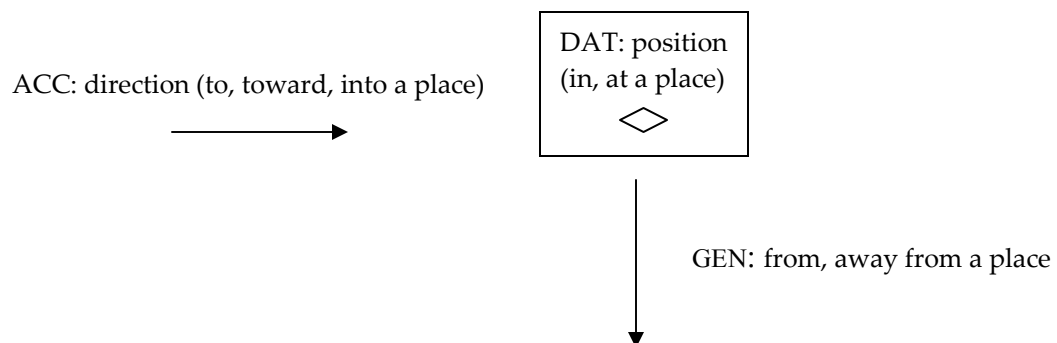 DAT: position
(in, at a place)
ACC: direction (to, toward, into a place)
GEN: from, away from a place